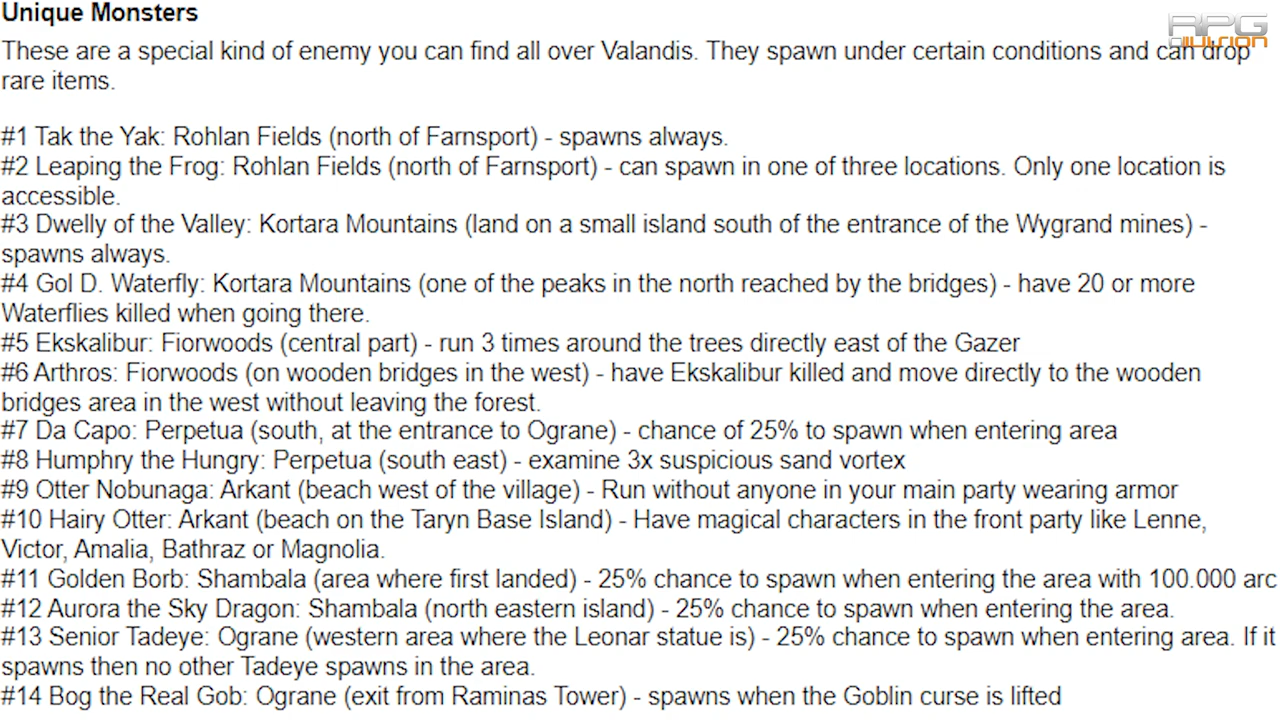 Unique Monsters
RPG
DIVISION
These are a special kind of enemy you can find all over Valandis. They spawn under certain conditions and can drop
rare items.
#1 Tak the Yak: Rohlan Fields (north of Farnsport) - spawns always.
#2 Leaping the Frog: Rohlan Fields (north of Farnsport) - can spawn in one of three locations. Only one location is
accessible.
#3 Dwelly of the Valley: Kortara Mountains (land on a small island south of the entrance of the Wygrand mines) -
spawns always.
#4 Gol D. Waterfly: Kortara Mountains (one of the peaks in the north reached by the bridges) - have 20 or more
Waterflies killed when going there.
#5 Ekskalibur: Fiorwoods (central part) - run 3 times around the trees directly east of the Gazer
#6 Arthros: Fiorwoods (on wooden bridges in the west) - have Ekskalibur killed and move directly to the wooden
bridges area in the west without leaving the forest.
#7 Da Capo: Perpetua (south, at the entrance to Ograne) - chance of 25% to spawn when entering area
#8 Humphry the Hungry: Perpetua (south east) - examine 3x suspicious sand vortex
#9 Otter Nobunaga: Arkant (beach west of the village) - Run without anyone in your main party wearing armor
#10 Hairy Otter: Arkant (beach on the Taryn Base Island) - Have magical characters in the front party like Lenne,
Victor, Amalia, Bathraz or Magnolia.
#11 Golden Borb: Shambala (area where first landed) - 25% chance to spawn when entering the area with 100.000 arc
#12 Aurora the Sky Dragon: Shambala (north eastern island) - 25% chance to spawn when entering the area.
#13 Senior Tadeye: Ograne (western area where the Leonar statue is) - 25% chance to spawn when entering area. If it
spawns then no other Tadeye spawns in the area.
#14 Bog the Real Gob: Ograne (exit from Raminas Tower) - spawns when the Goblin curse is lifted